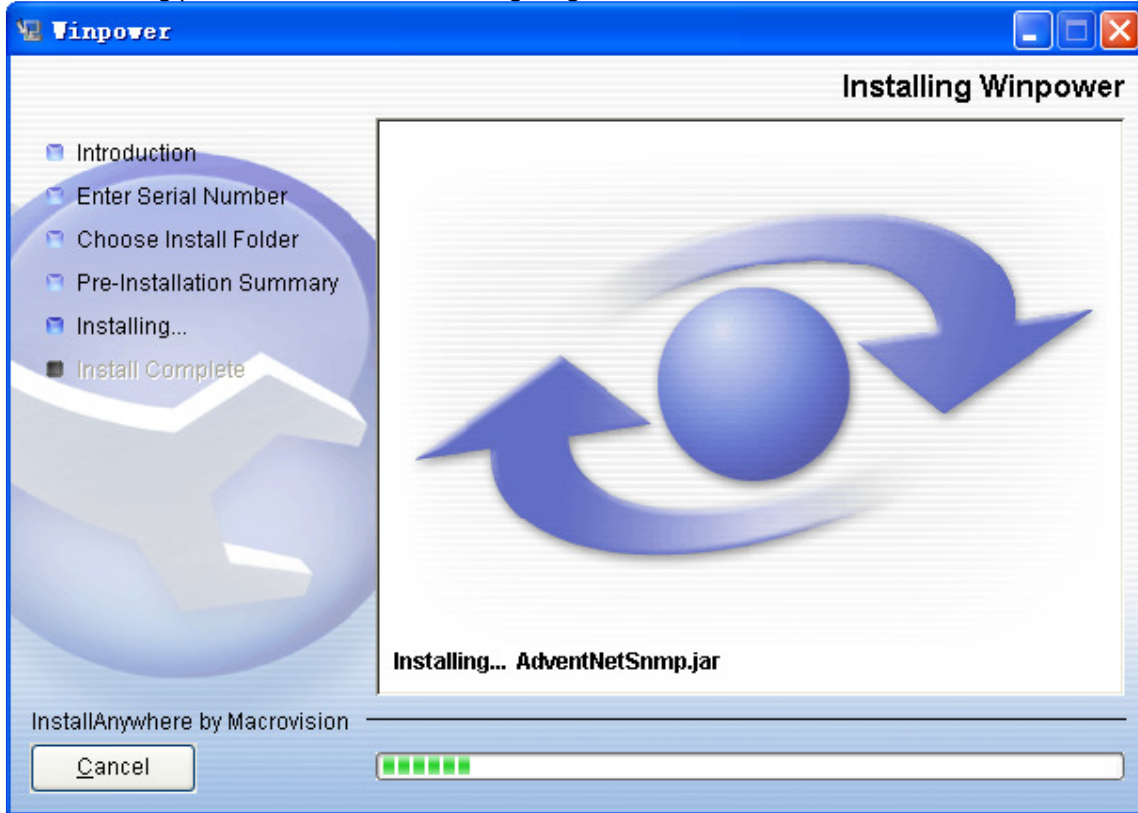 Winpower
Installing Winpower
Introduction
Enter Serial Number
Choose Install Folder
Pre-Installation Summary
Installing...
Install Complete
Installing... AdventNetSnmp.jar
InstallAnywhere by Macrovision
Cancel